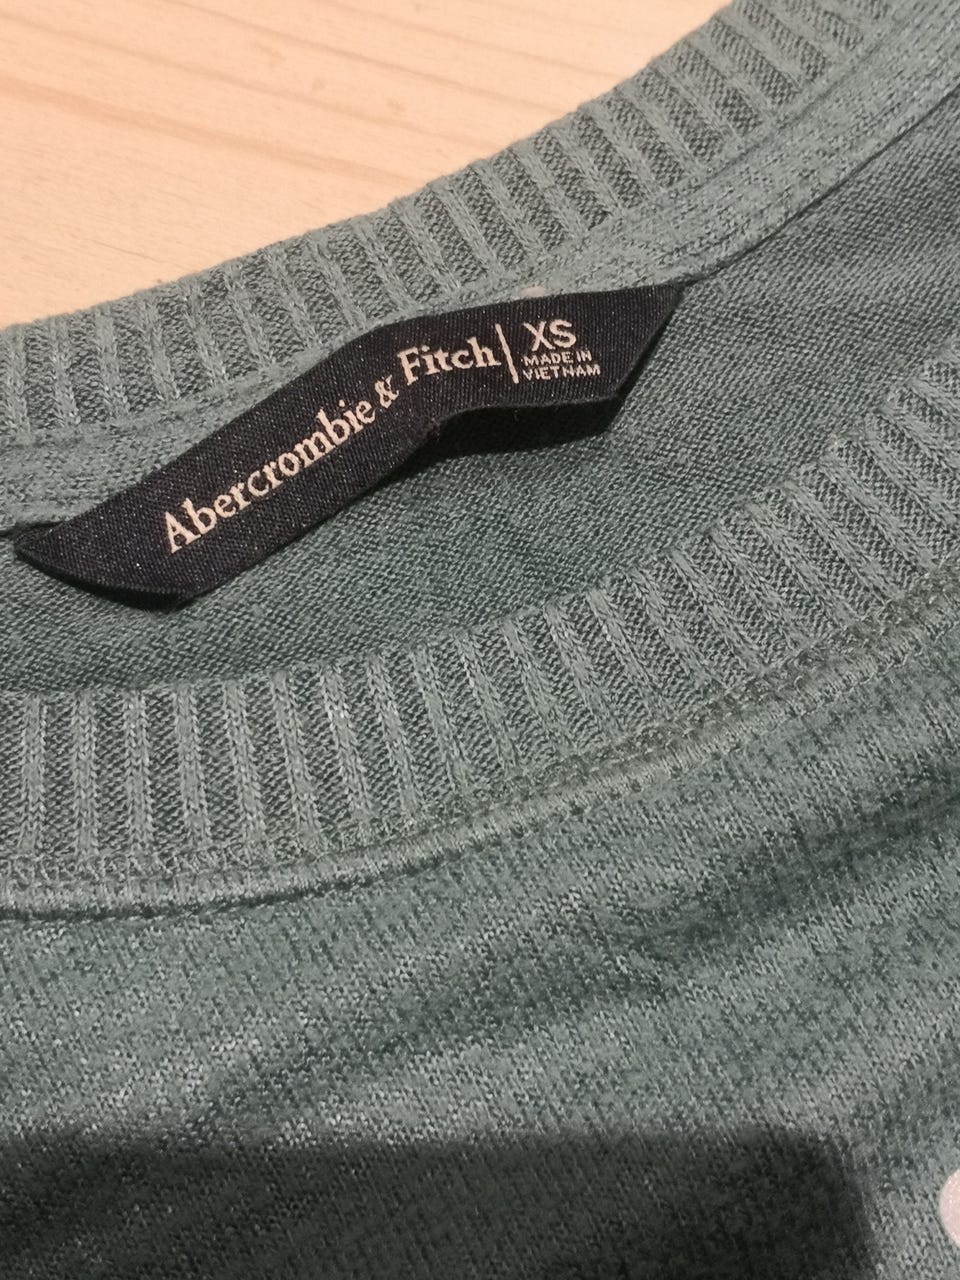 Abercrombie & Fitch | XS
MADE IN
VIETNAM